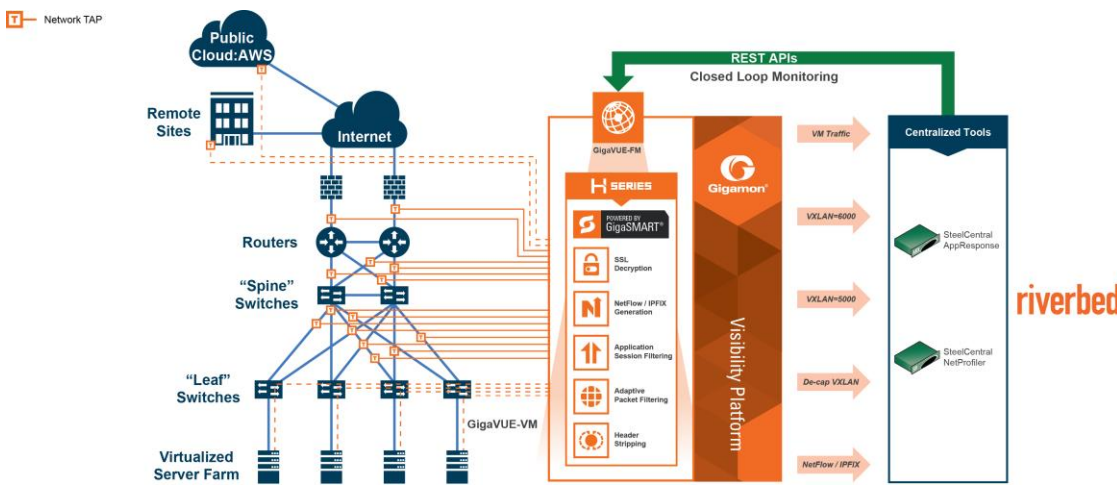 T
Network TAP
Public
Cloud:AWS
Remote
Sites
Internet
Routers
"Spine"
Switches
"Leaf"
Switches
Virtualized
Server Farm
GigaVUE-VM
REST APIs
Closed Loop Monitoring
GigaVUE-FM
H SERIES
POWERED BY
GigaSMART®
SSL
Decryption
NetFlow / IPFIX
Generation
Application
Session Filtering
Adaptive
Packet Filtering
Header
Stripping
Gigamon®
Visibility Platform
VM Traffic
VXLAN=6000
VXLAN=5000
De-cap VXLAN
NetFlow / IPFIX
Centralized Tools
SteelCentral
AppResponse
SteelCentral
NetProfiler
riverbed